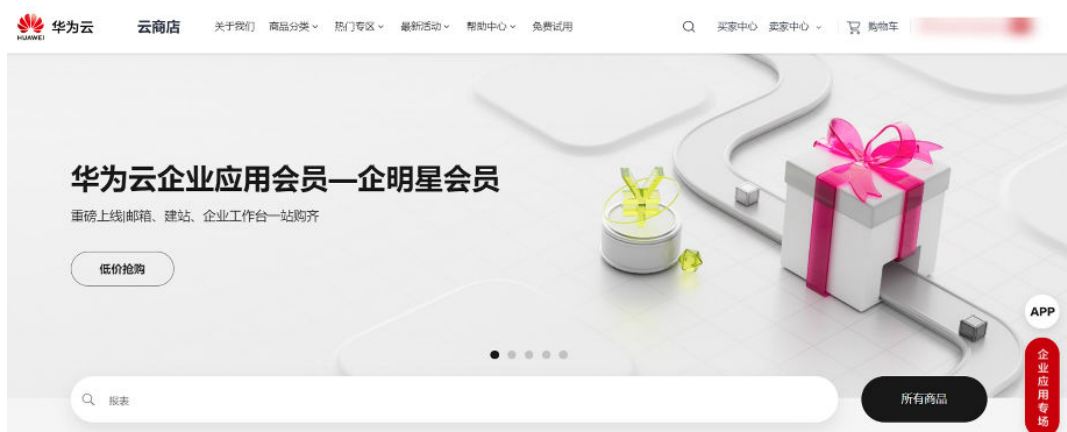 HUAWEI
华为云
云商店
关于我们
商品分类
热门专区
最新活动
帮助中心
免费试用
买家中心
卖家中心
购物车
华为云企业应用会员—企明星会员
重磅上线|邮箱、建站、企业工作台一站购齐
低价抢购
APP
企业应用专场
报表
所有商品